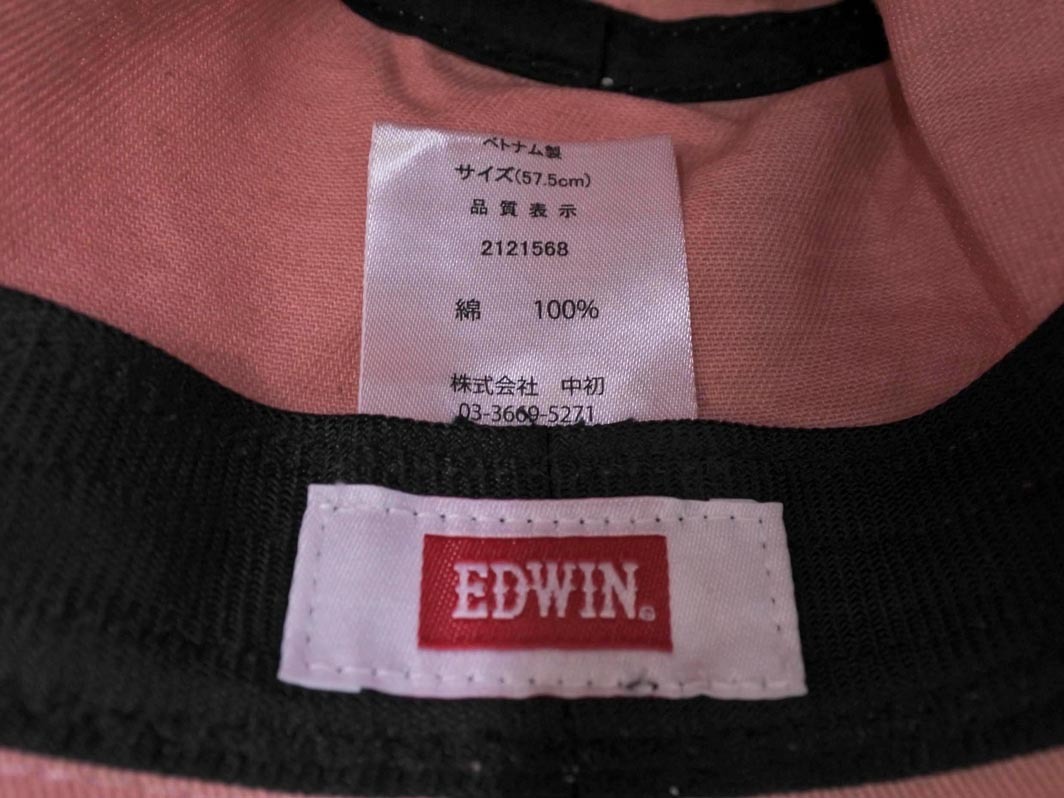 ベトナム製
サイズ(57.5cm)
品質表示
2121568
綿 100%
株式会社 中初
03-3669-5271
EDWIN®